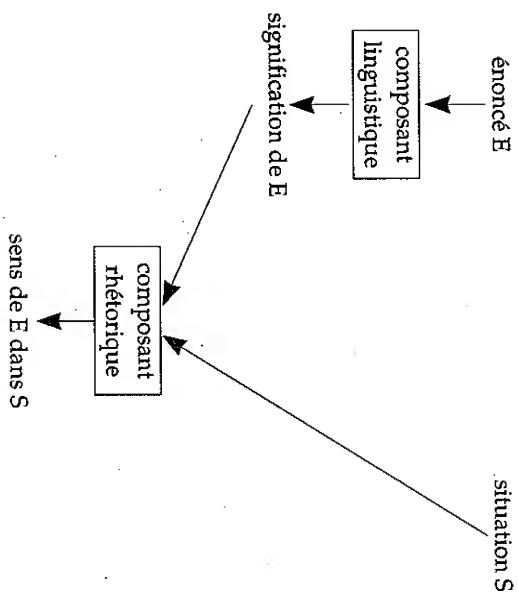 énoncé E
situation S
composant
linguistique
signification de E
composant
rhétorique
sens de E dans S